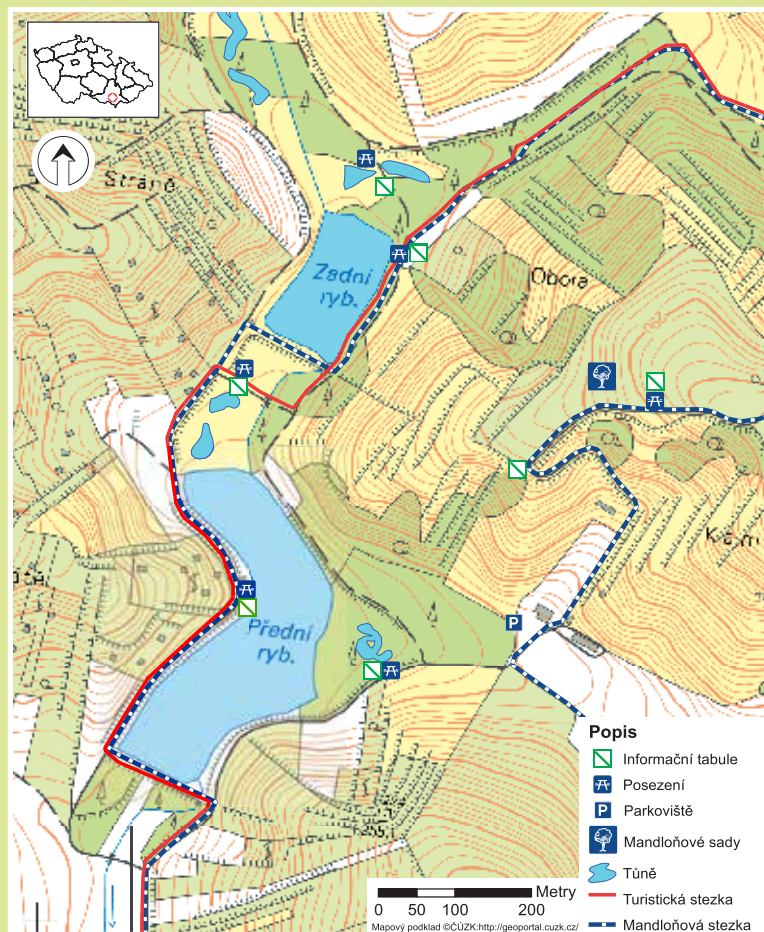 Stráně
Zadní
ryb.
Obora
Přední
ryb.
P
Popis
Informační tabule
Posezení
P Parkoviště
Mandloňové sady
Tůně
Turistická stezka
Mandloňová stezka
Metry
0 50 100 200
Mapový podklad ©ČÚZK:http://geoportal.cuzk.cz/